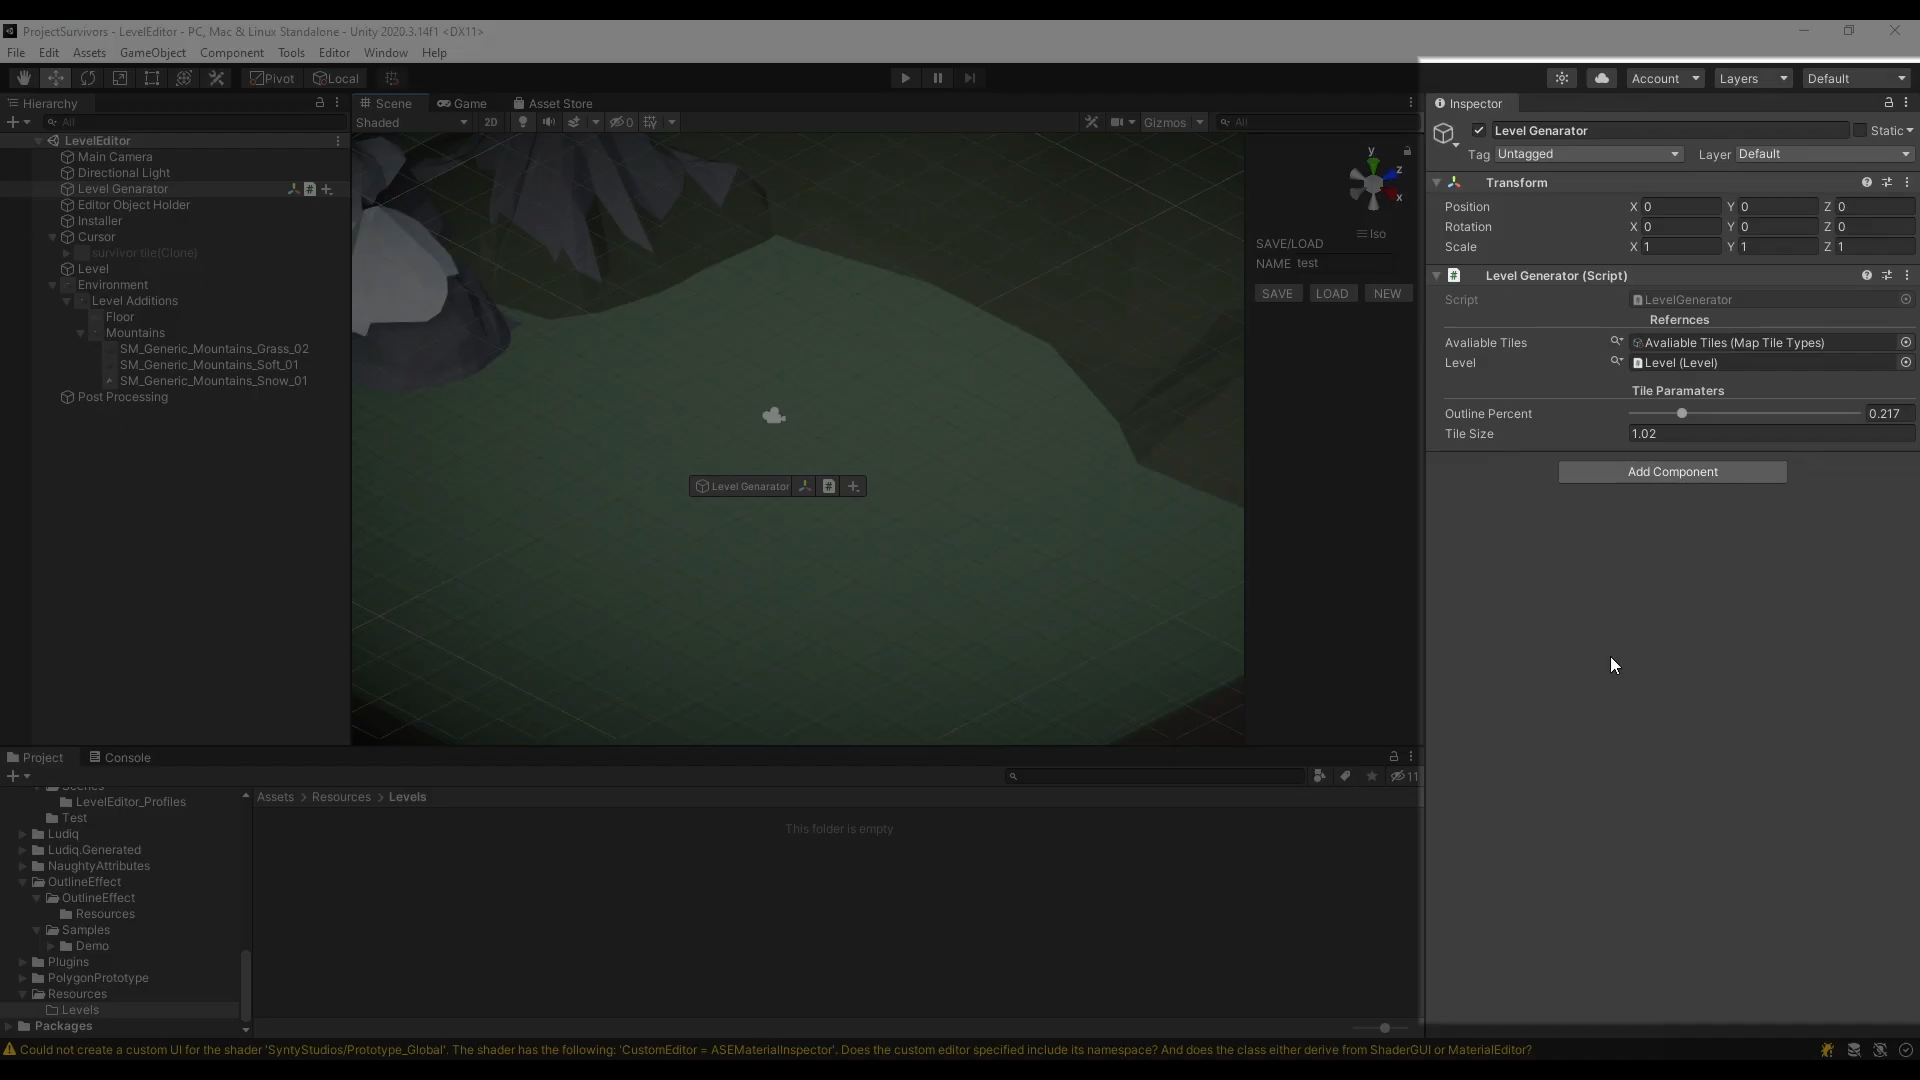 ProjectSurvivors - LevelEditor - PC, Mac & Linux Standalone - Unity 2020.3.14f1 <DX11>
File Edit Assets GameObject Component Tools Editor Window Help
Pivot Local Account Layers Default
Hierarchy
All
LevelEditor
Main Camera
Directional Light
Level Genarator
Editor Object Holder
Installer
Cursor
survivor tile(Clone)
Level
Environment
Level Additions
Floor
Mountains
SM_Generic_Mountains_Grass_02
SM_Generic_Mountains_Soft_01
SM_Generic_Mountains_Snow_01
Post Processing
Scene Game Asset Store
Shaded 2D 0 Gizmos All
y
z
x
Iso
SAVE/LOAD
NAME test
SAVE LOAD NEW
Level Genarator
Inspector
Level Genarator Static
Tag Untagged Layer Default
Transform
Position X 0 Y 0 Z 0
Rotation X 0 Y 0 Z 0
Scale X 1 Y 1 Z 1
Level Generator (Script)
Script LevelGenerator
Refernces
Avaliable Tiles Avaliable Tiles (Map Tile Types)
Level Level (Level)
Tile Paramaters
Outline Percent 0.217
Tile Size 1.02
Add Component
Project Console
11
Scenes
LevelEditor_Profiles
Test
Ludiq
Ludiq.Generated
NaughtyAttributes
OutlineEffect
OutlineEffect
Resources
Samples
Demo
Plugins
PolygonPrototype
Resources
Levels
Packages
Assets > Resources > Levels
This folder is empty
Could not create a custom UI for the shader 'SyntyStudios/Prototype_Global'. The shader has the following: 'CustomEditor = ASEMaterialInspector'. Does the custom editor specified include its namespace? And does the class either derive from ShaderGUI or MaterialEditor?